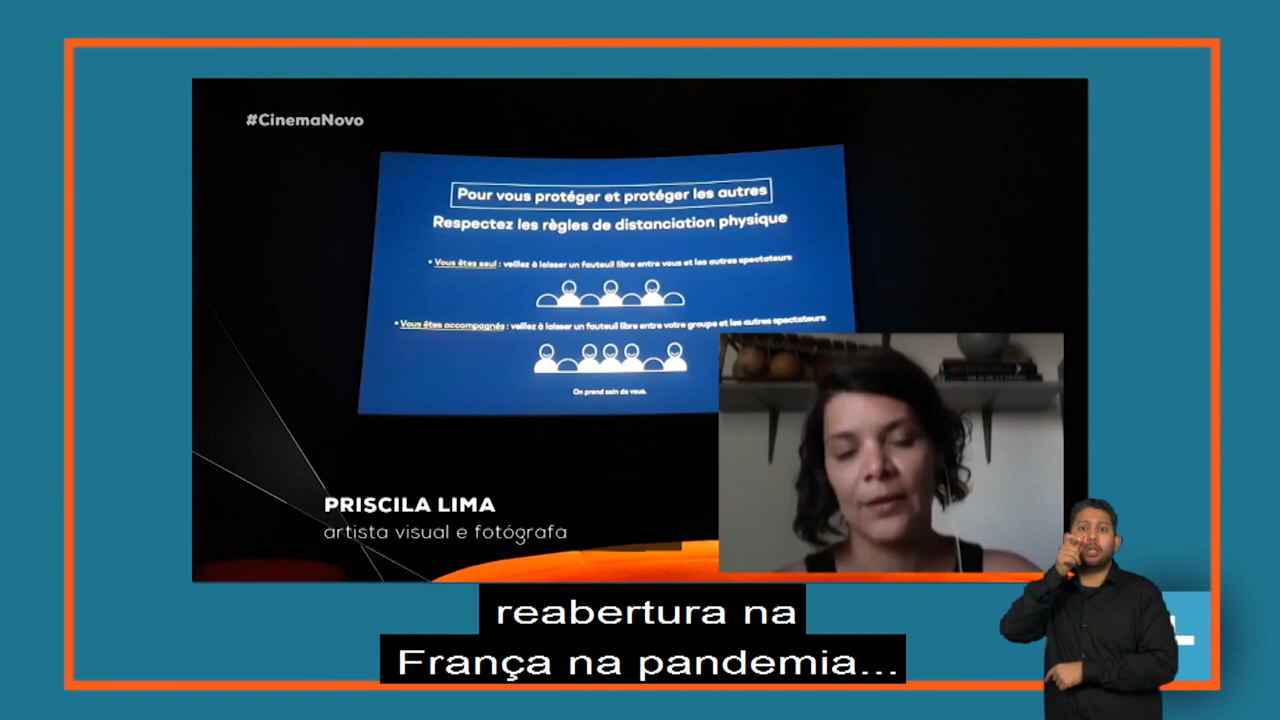 #CinemaNovo
Pour vous protéger et protéger les autres
Respectez les règles de distanciation physique
• Vous êtes seul : veillez à laisser un fauteuil libre entre vous et les autres spectateurs
• Vous êtes accompagnés : veillez à laisser un fauteuil libre entre votre groupe et les autres spectateurs
On prend soin de vous.
PRISCILA LIMA
artista visual e fotógrafa
reabertura na
França na pandemia...